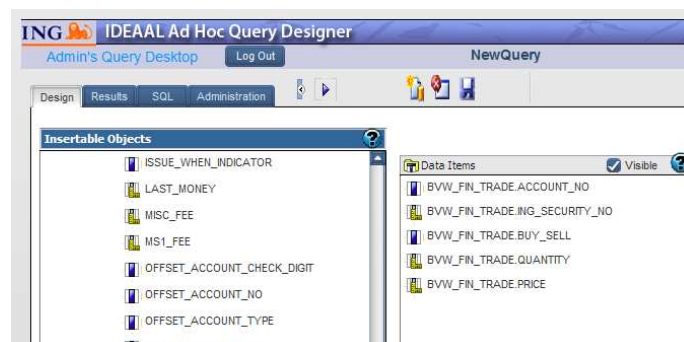 ING IDEAAL Ad Hoc Query Designer
Admin's Query Desktop Log Out NewQuery
Design Results SQL Administration
Insertable Objects ?
ISSUE_WHEN_INDICATOR
LAST_MONEY
MISC_FEE
MS1_FEE
OFFSET_ACCOUNT_CHECK_DIGIT
OFFSET_ACCOUNT_NO
OFFSET_ACCOUNT_TYPE
Data Items Visible ?
BVW_FIN_TRADE.ACCOUNT_NO
BVW_FIN_TRADE.ING_SECURITY_NO
BVW_FIN_TRADE.BUY_SELL
BVW_FIN_TRADE.QUANTITY
BVW_FIN_TRADE.PRICE